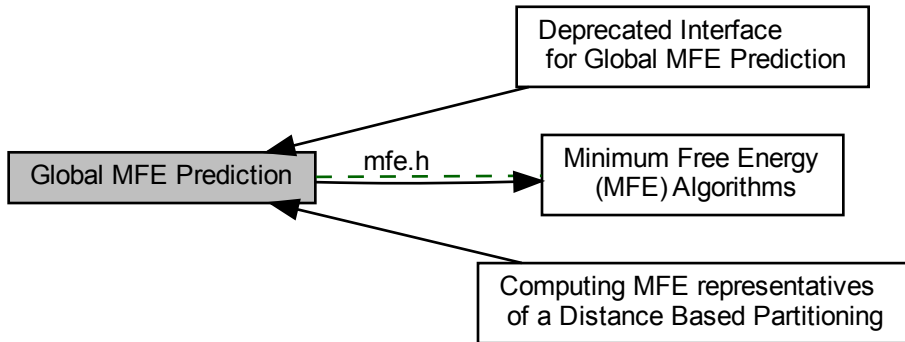 Deprecated Interface
for Global MFE Prediction
Global MFE Prediction
mfe.h
Minimum Free Energy
(MFE) Algorithms
Computing MFE representatives
of a Distance Based Partitioning